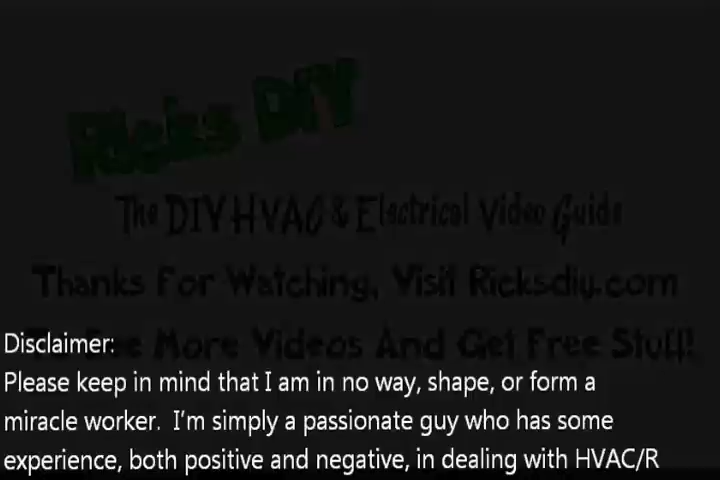 Ricks DIY
The DIY HVAC & Electrical Video Guide
Thanks For Watching, Visit Ricksdiy.com
See More Videos And Get Free Stuff!
Disclaimer:
Please keep in mind that I am in no way, shape, or form a
miracle worker.  I'm simply a passionate guy who has some
experience, both positive and negative, in dealing with HVAC/R